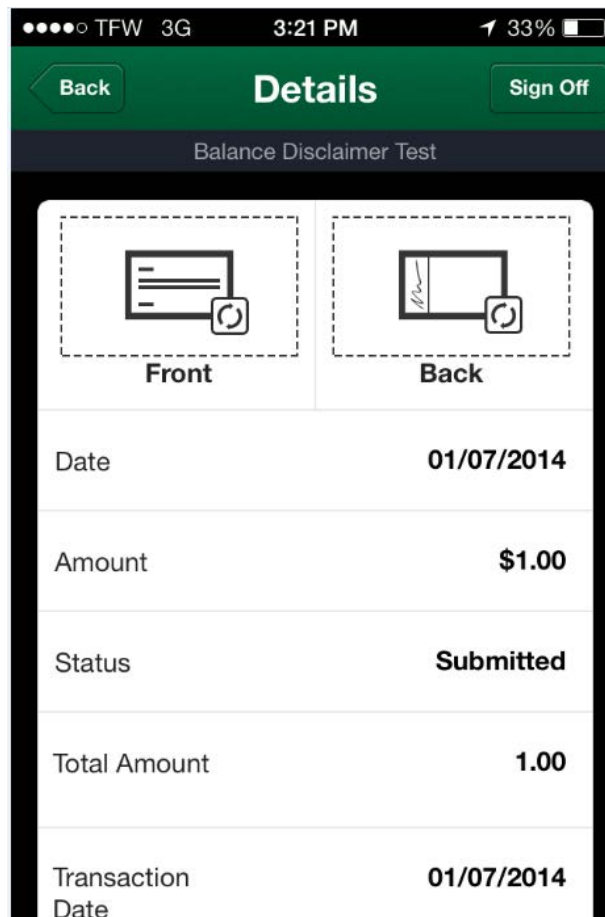 TFW 3G 3:21 PM 33%
Back Details Sign Off
Balance Disclaimer Test
Front Back
Date 01/07/2014
Amount $1.00
Status Submitted
Total Amount 1.00
Transaction 01/07/2014
Date